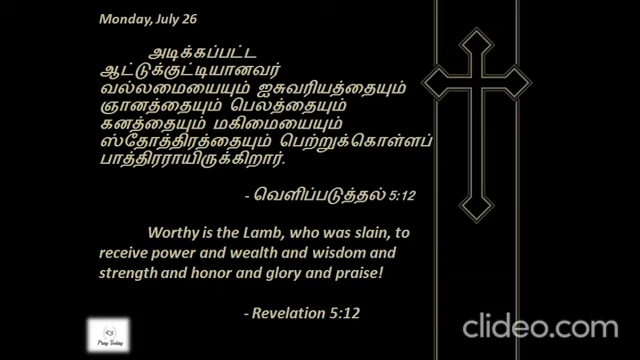 Monday, July 26
அடிக்கப்பட்ட
ஆட்டுக்குட்டியானவர்
வல்லமையையும் ஐசுவரியத்தையும்
ஞானத்தையும் பெலத்தையும்
கனத்தையும் மகிமையையும்
ஸ்தோத்திரத்தையும் பெற்றுக்கொள்ளப்
பாத்திரராயிருக்கிறார்.
- வெளிப்படுத்தல் 5:12
Worthy is the Lamb, who was slain, to
receive power and wealth and wisdom and
strength and honor and glory and praise!
- Revelation 5:12
Pray Today
clideo.com